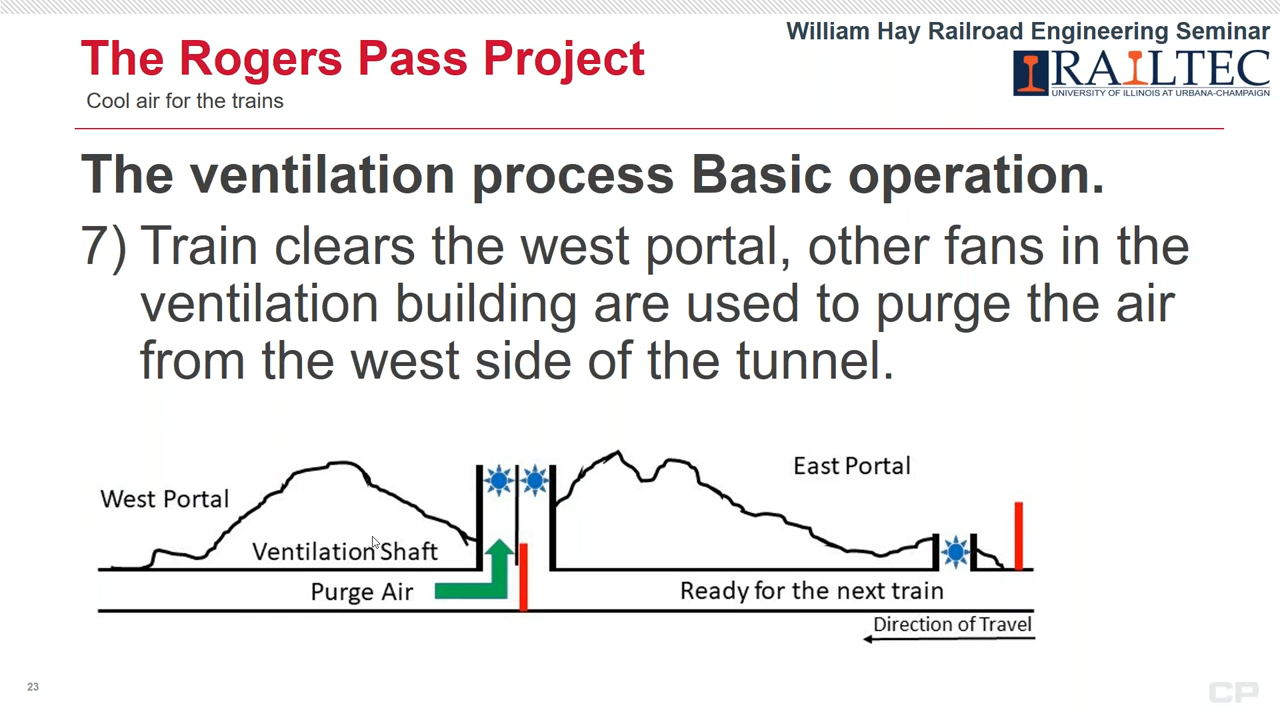 The Rogers Pass Project
Cool air for the trains
William Hay Railroad Engineering Seminar
RAILTEC
UNIVERSITY OF ILLINOIS AT URBANA-CHAMPAIGN
The ventilation process Basic operation.
7) Train clears the west portal, other fans in the
ventilation building are used to purge the air
from the west side of the tunnel.
East Portal
West Portal
Ventilation Shaft
Purge Air
Ready for the next train
Direction of Travel
23
CP